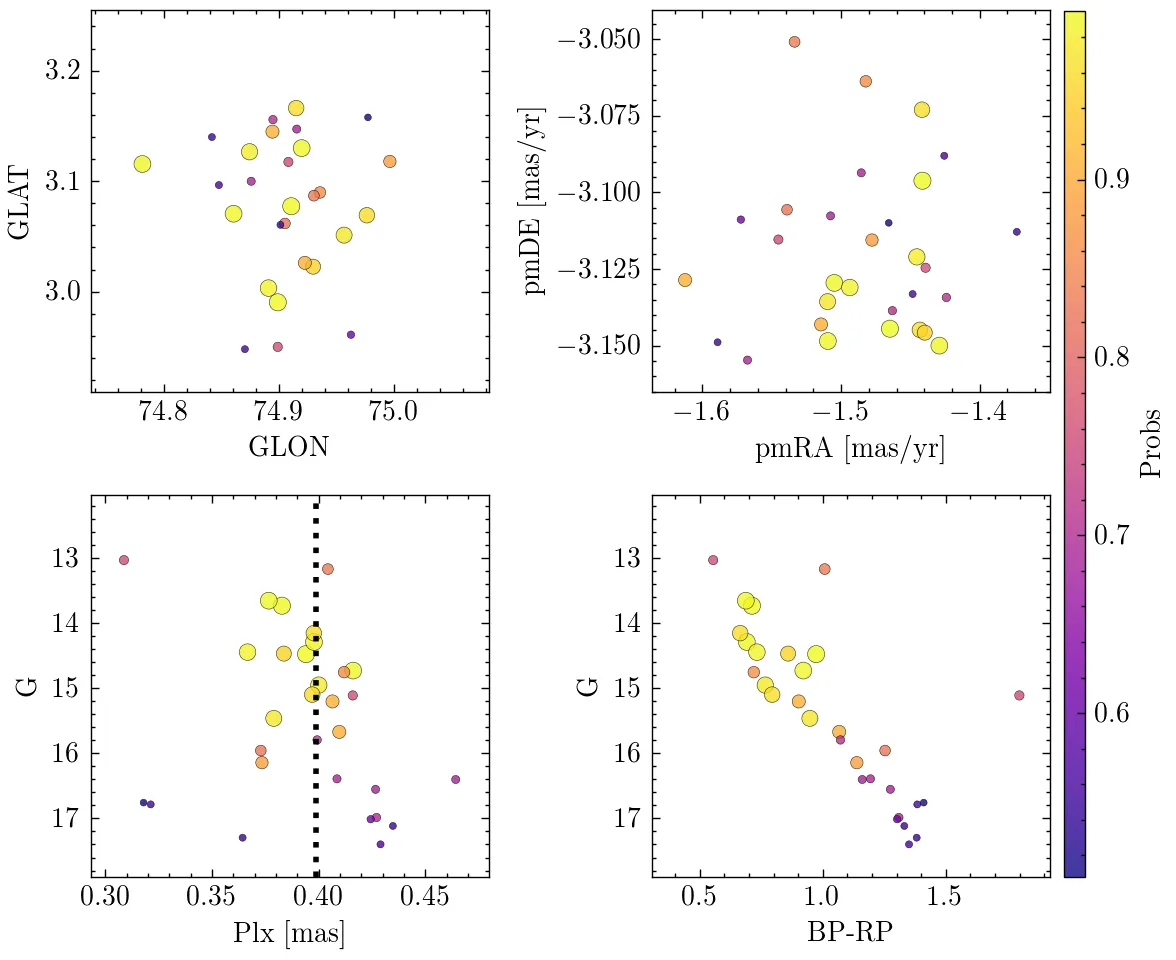 3.2
3.1
3.0
GLAT
74.8 74.9 75.0
GLON
−3.050
−3.075
−3.100
−3.125
−3.150
pmDE [mas/yr]
−1.6 −1.5 −1.4
pmRA [mas/yr]
0.9
0.8
0.7
0.6
Probs
13
14
15
16
17
G
0.30 0.35 0.40 0.45
Plx [mas]
13
14
15
16
17
G
0.5 1.0 1.5
BP-RP